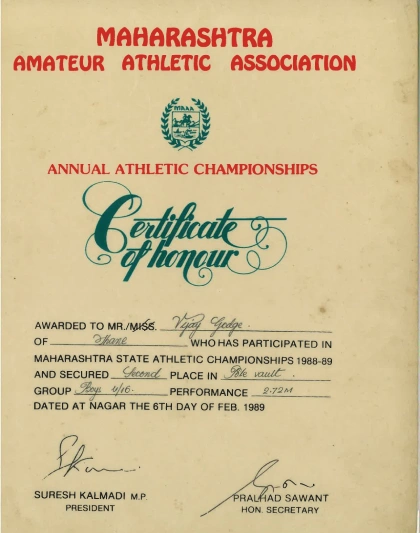 MAHARASHTRA
AMATEUR ATHLETIC ASSOCIATION
MAAA
ANNUAL ATHLETIC CHAMPIONSHIPS
Certificate
of honour
AWARDED TO MR./MISS. Vijay Gedge.
OF Thane WHO HAS PARTICIPATED IN
MAHARASHTRA STATE ATHLETIC CHAMPIONSHIPS 1988-89
AND SECURED Second PLACE IN Pole vault.
GROUP Boys u/16. PERFORMANCE 2.72M
DATED AT NAGAR THE 6TH DAY OF FEB. 1989
SURESH KALMADI M.P. PRALHAD SAWANT
PRESIDENT HON. SECRETARY